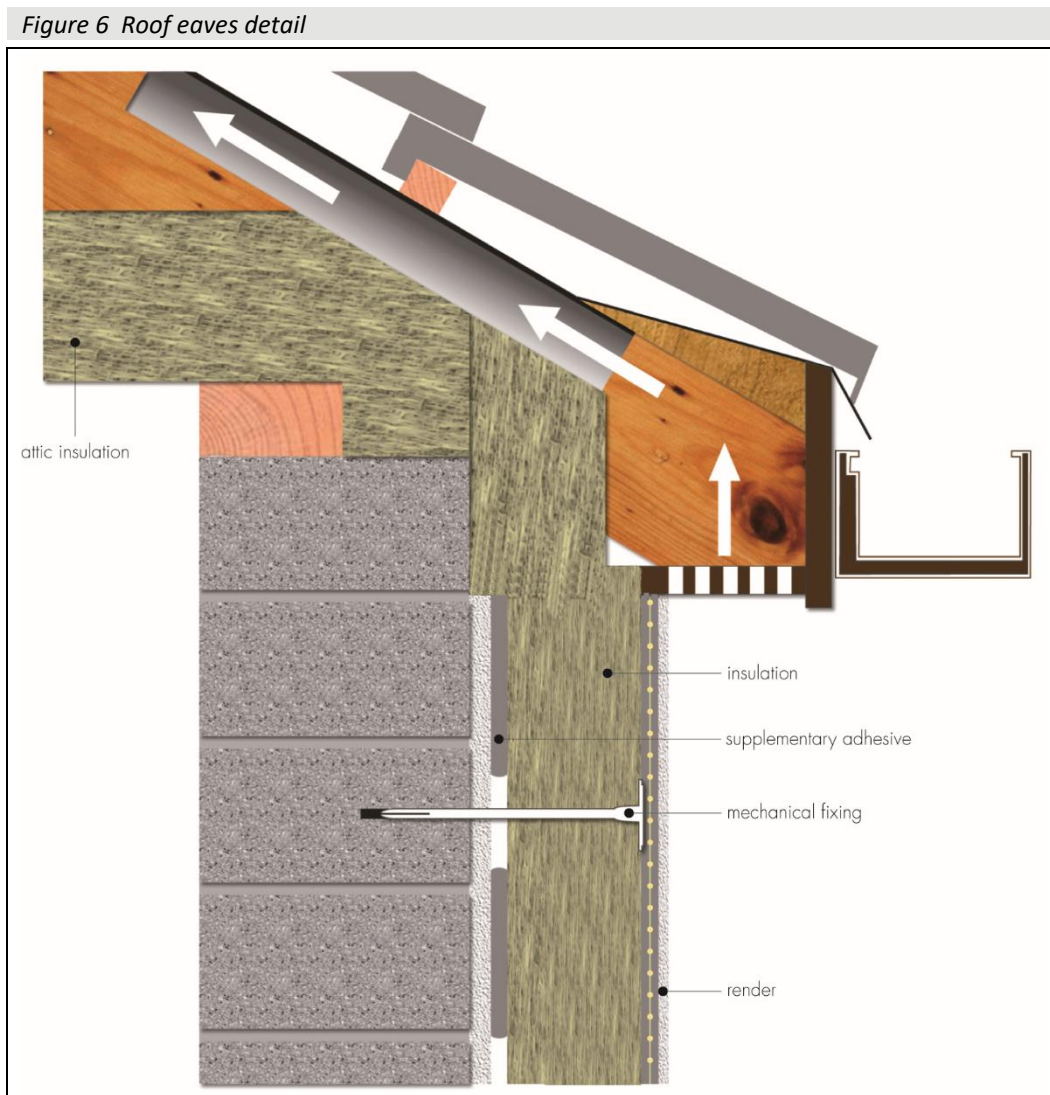 Figure 6 Roof eaves detail
attic insulation
insulation
supplementary adhesive
mechanical fixing
render